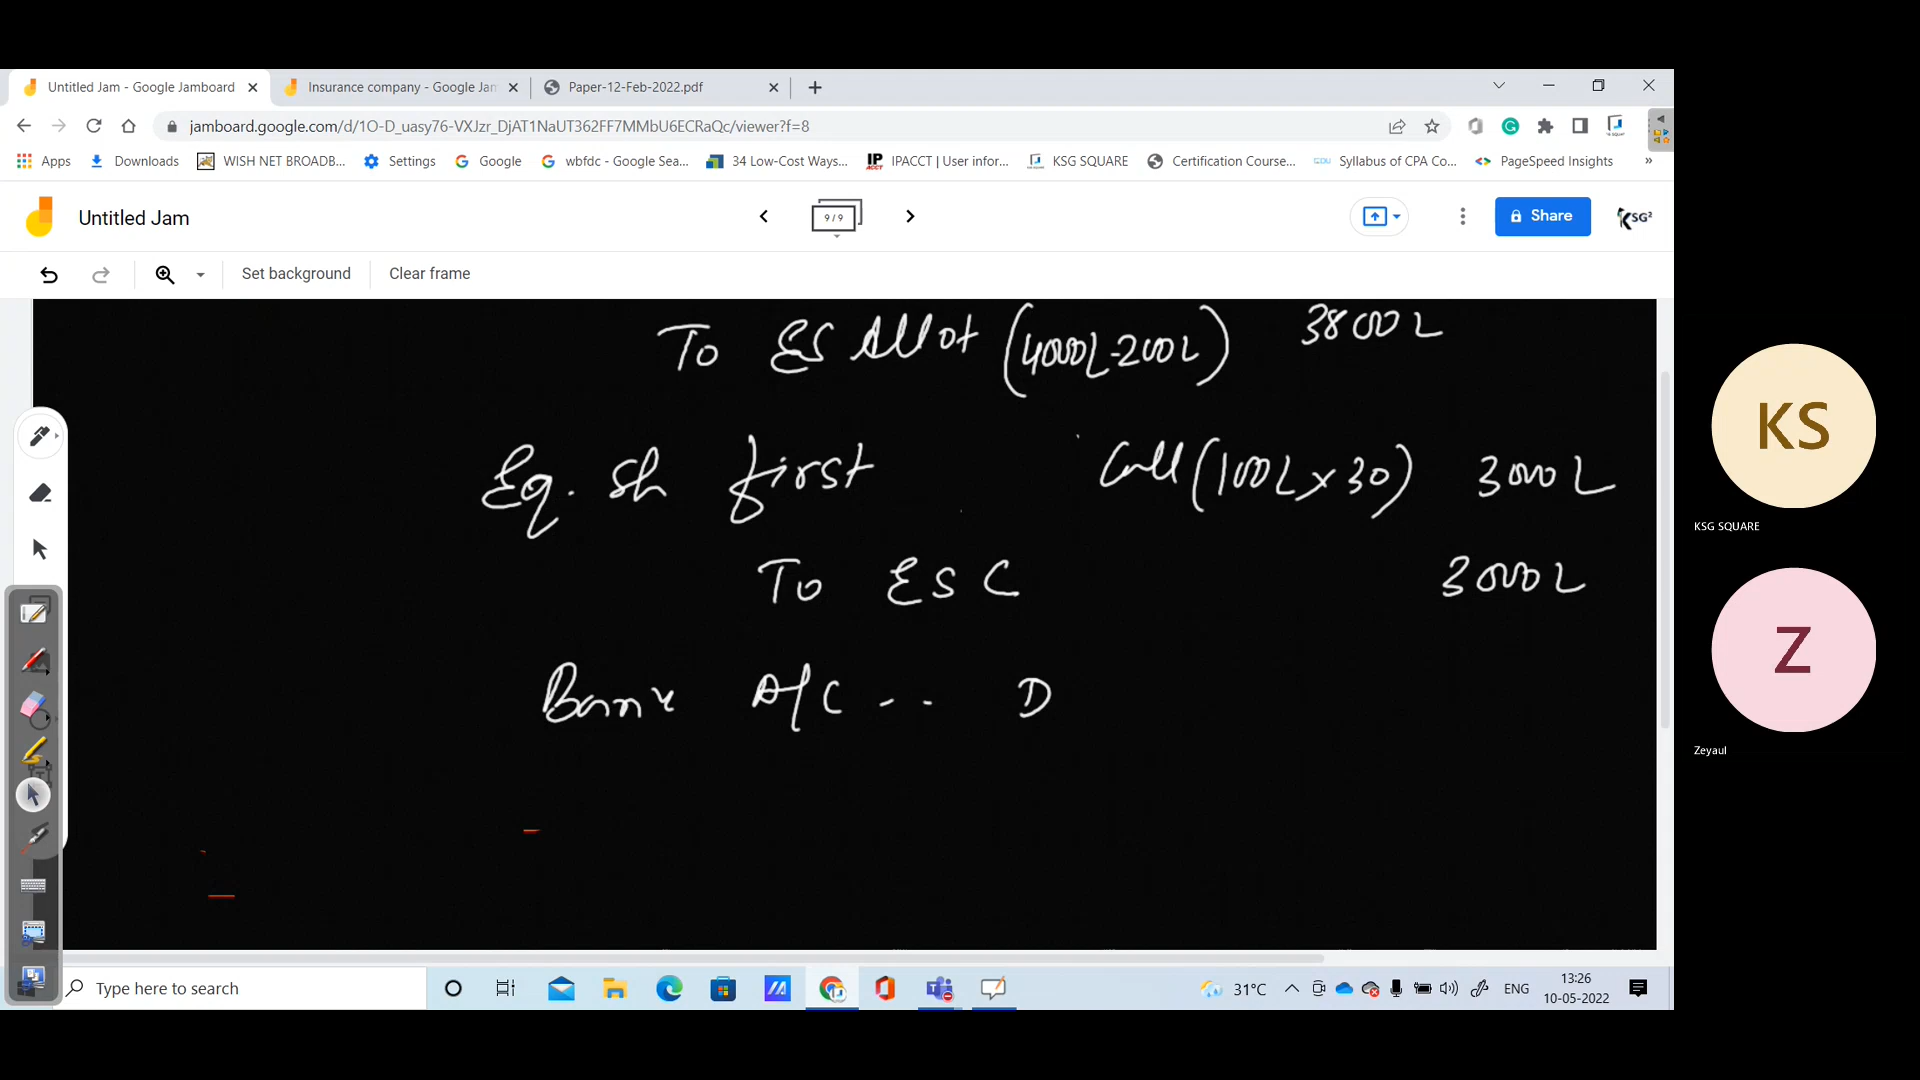 Untitled Jam - Google Jamboard
Insurance company - Google Jam
Paper-12-Feb-2022.pdf
jamboard.google.com/d/1O-D_uasy76-VXJzr_DjAT1NaUT362FF7MMbU6ECRaQc/viewer?f=8
Apps
Downloads
WISH NET BROADB...
Settings
Google
wbfdc - Google Sea...
34 Low-Cost Ways...
IP
IPACCT | User infor...
KSG SQUARE
Certification Course...
Syllabus of CPA Co...
PageSpeed Insights
»
Untitled Jam
9 / 9
Share
KSG²
Set background
Clear frame
To ES Allot (4000L-200L) 3800L
Eq. Sh first Call (100L x 30) 3000L
To ESC 3000L
Bank A/C .. D
KS
KSG SQUARE
Z
Zeyaul
Type here to search
31°C
ENG
13:26
10-05-2022